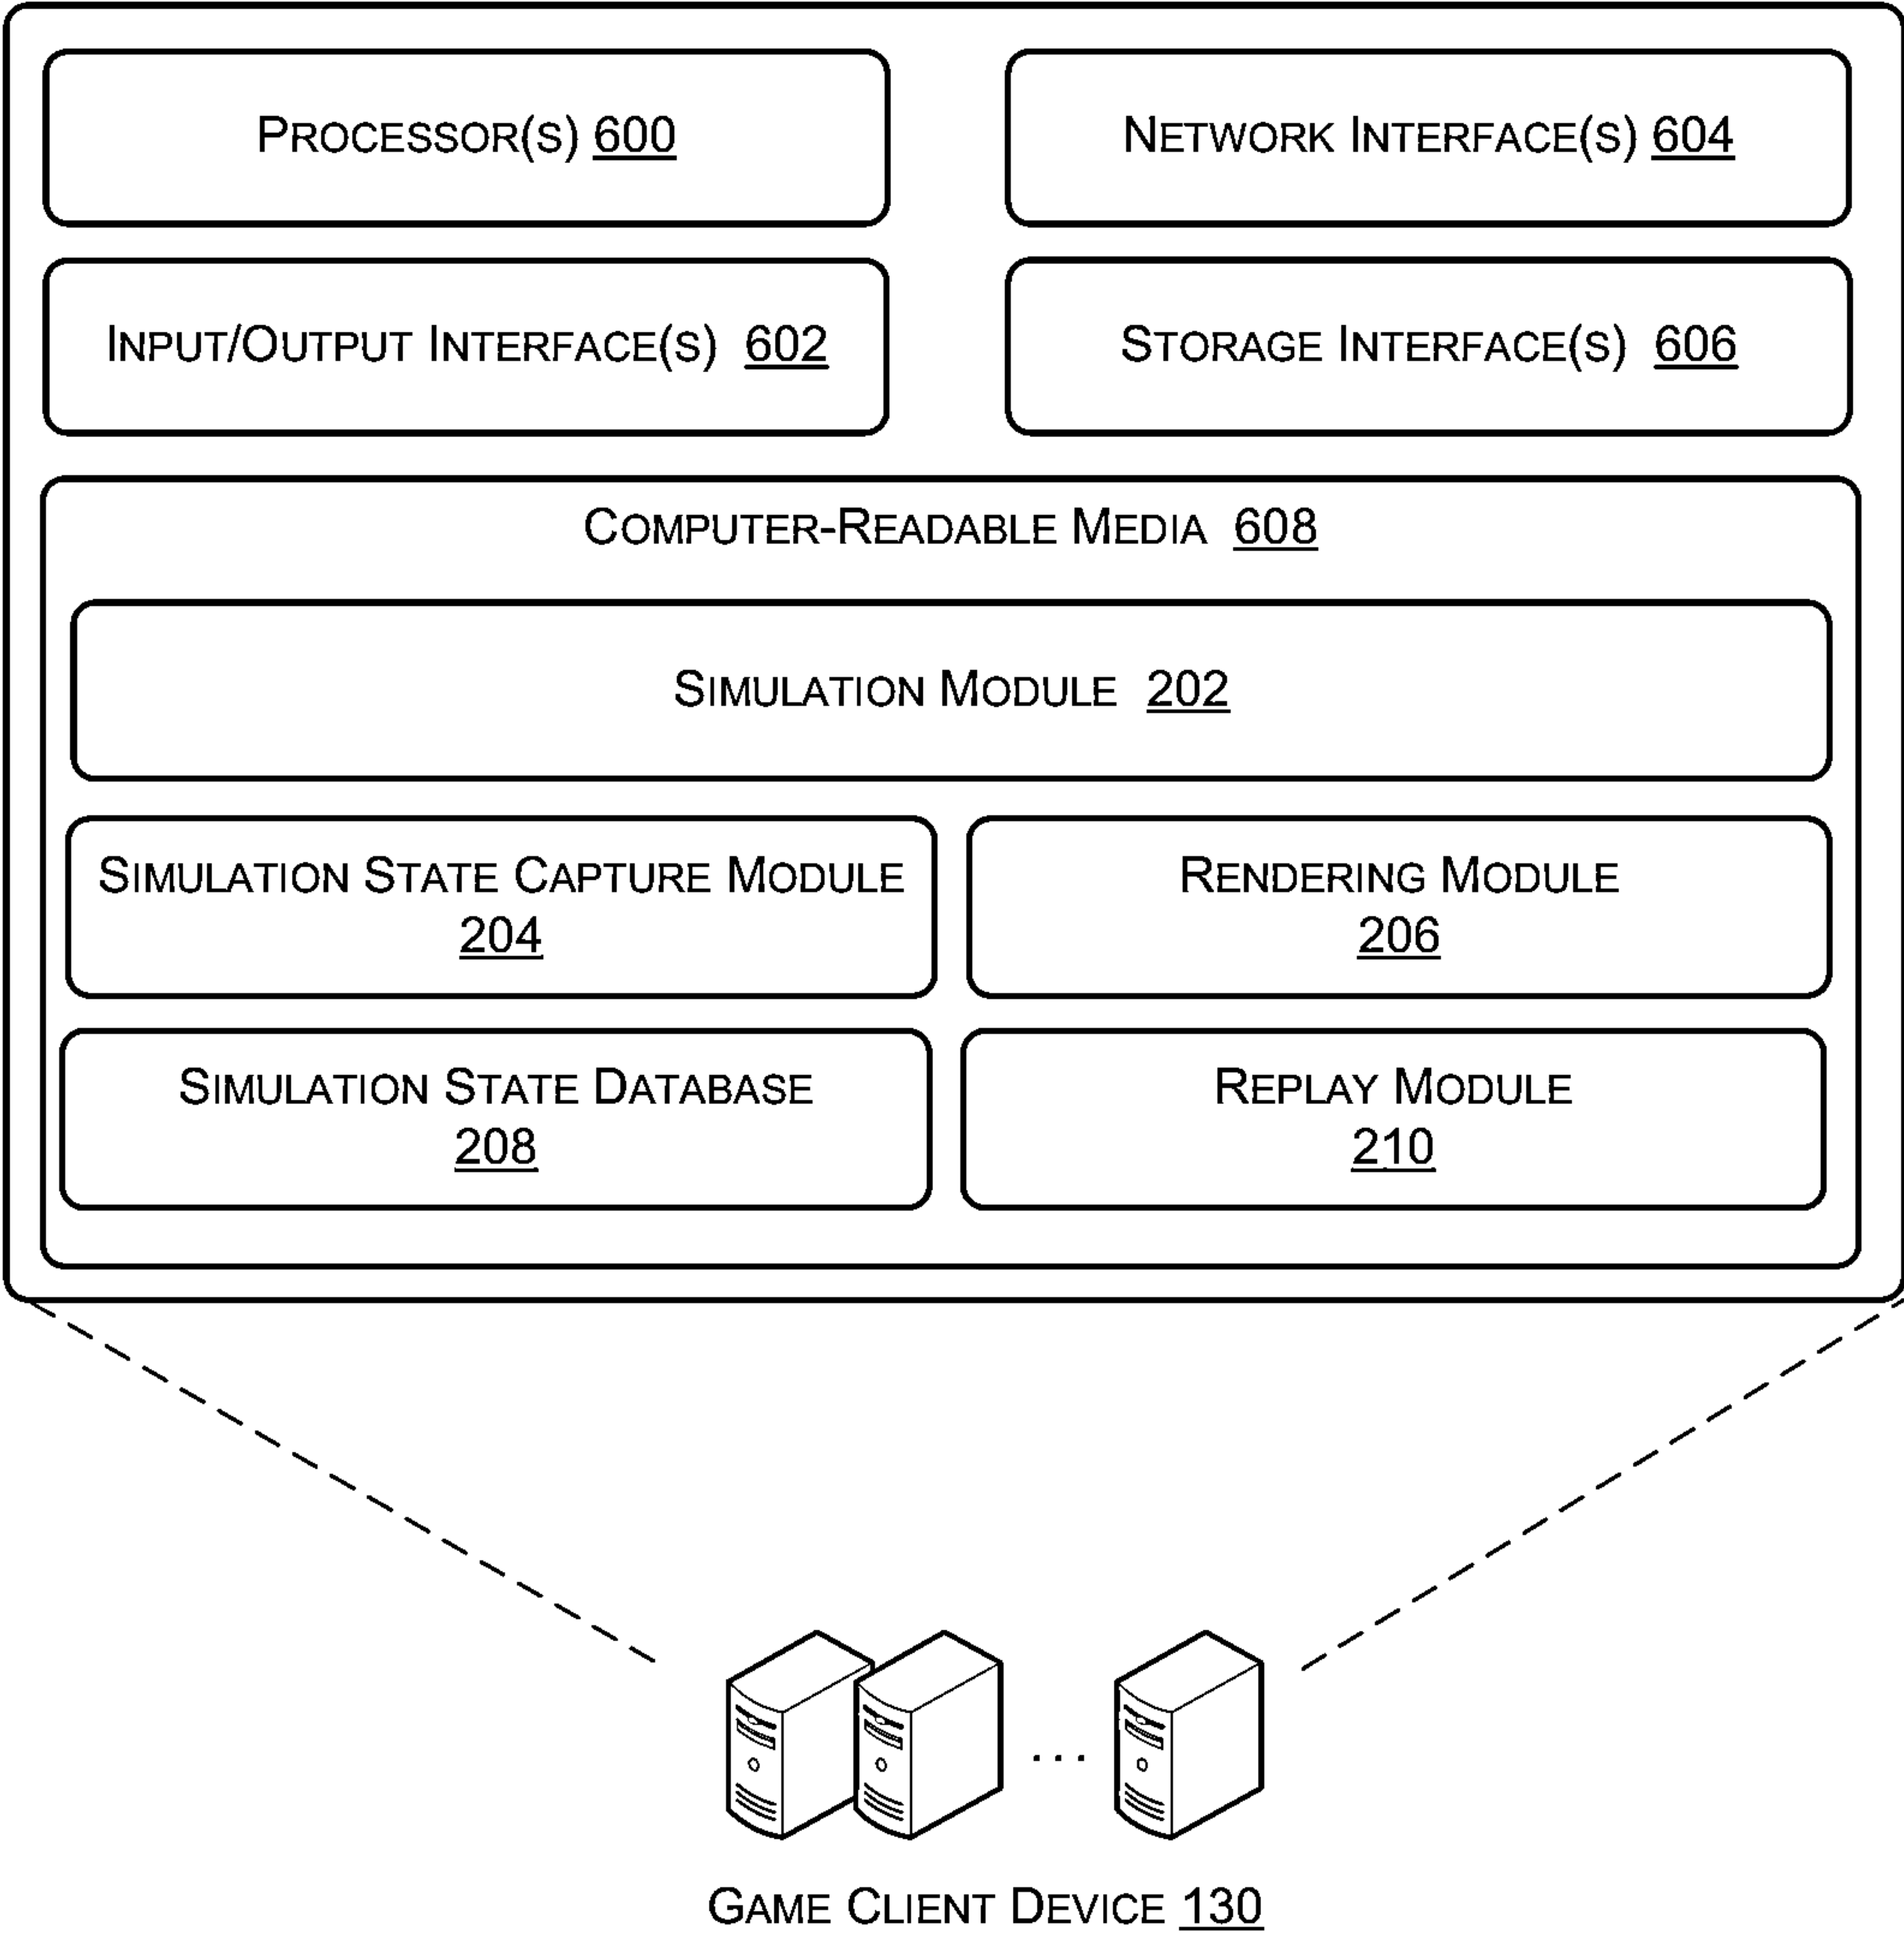 PROCESSOR(S) 600
NETWORK INTERFACE(S) 604
INPUT/OUTPUT INTERFACE(S) 602
STORAGE INTERFACE(S) 606
COMPUTER-READABLE MEDIA 608
SIMULATION MODULE 202
SIMULATION STATE CAPTURE MODULE
204
RENDERING MODULE
206
SIMULATION STATE DATABASE
208
REPLAY MODULE
210
...
GAME CLIENT DEVICE 130